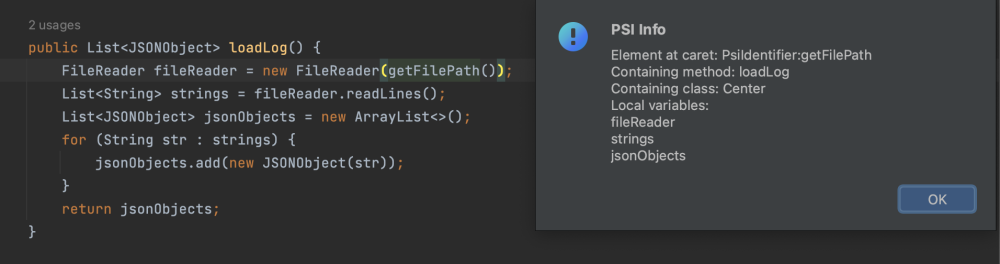 2 usages
public List<JSONObject> loadLog() {
    FileReader fileReader = new FileReader(getFilePath());
    List<String> strings = fileReader.readLines();
    List<JSONObject> jsonObjects = new ArrayList<>();
    for (String str : strings) {
        jsonObjects.add(new JSONObject(str));
    }
    return jsonObjects;
}
PSI Info
Element at caret: PsiIdentifier:getFilePath
Containing method: loadLog
Containing class: Center
Local variables:
fileReader
strings
jsonObjects
OK